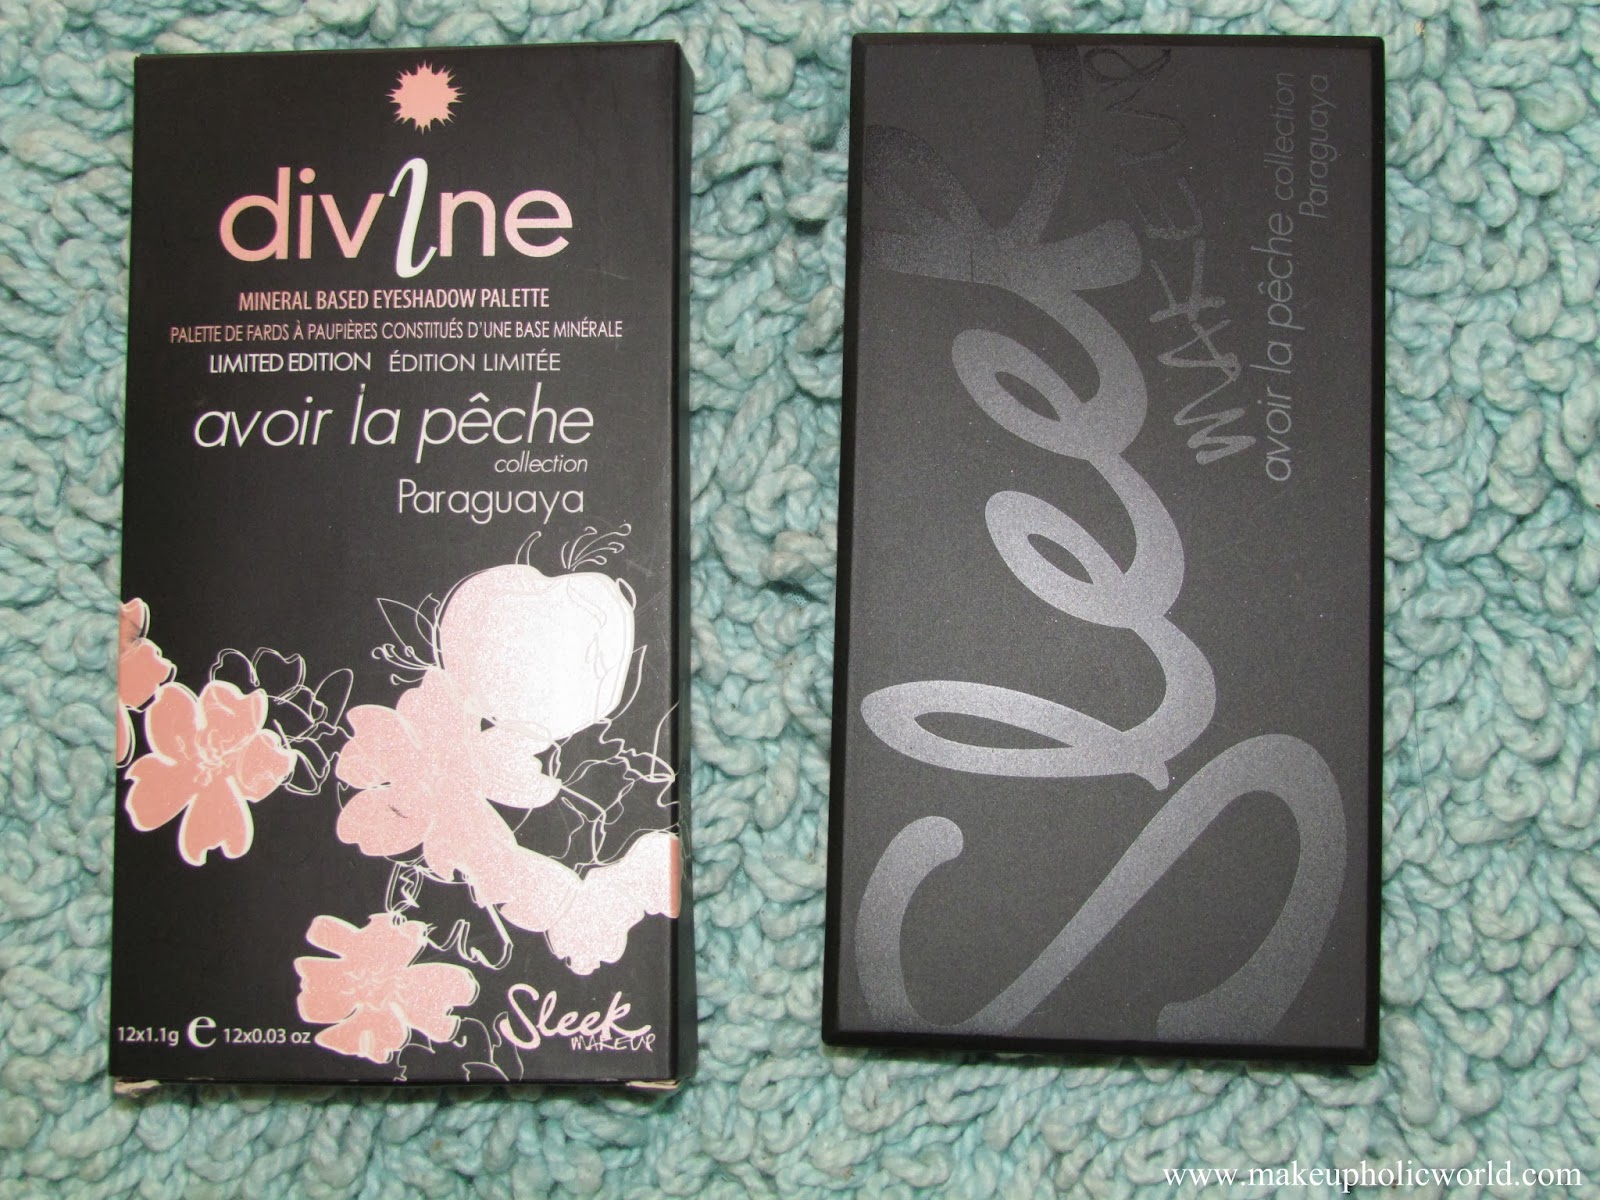 divine
MINERAL BASED EYESHADOW PALETTE
PALETTE DE FARDS À PAUPIÈRES CONSTITUÉS D'UNE BASE MINÉRALE
LIMITED EDITION ÉDITION LIMITÉE
avoir la pêche
collection
Paraguaya
12x1.1g e 12x0.03 oz
Sleek
MAKEUP
Sleek
MAKEUP
avoir la pêche collection
Paraguaya
www.makeupholicworld.com